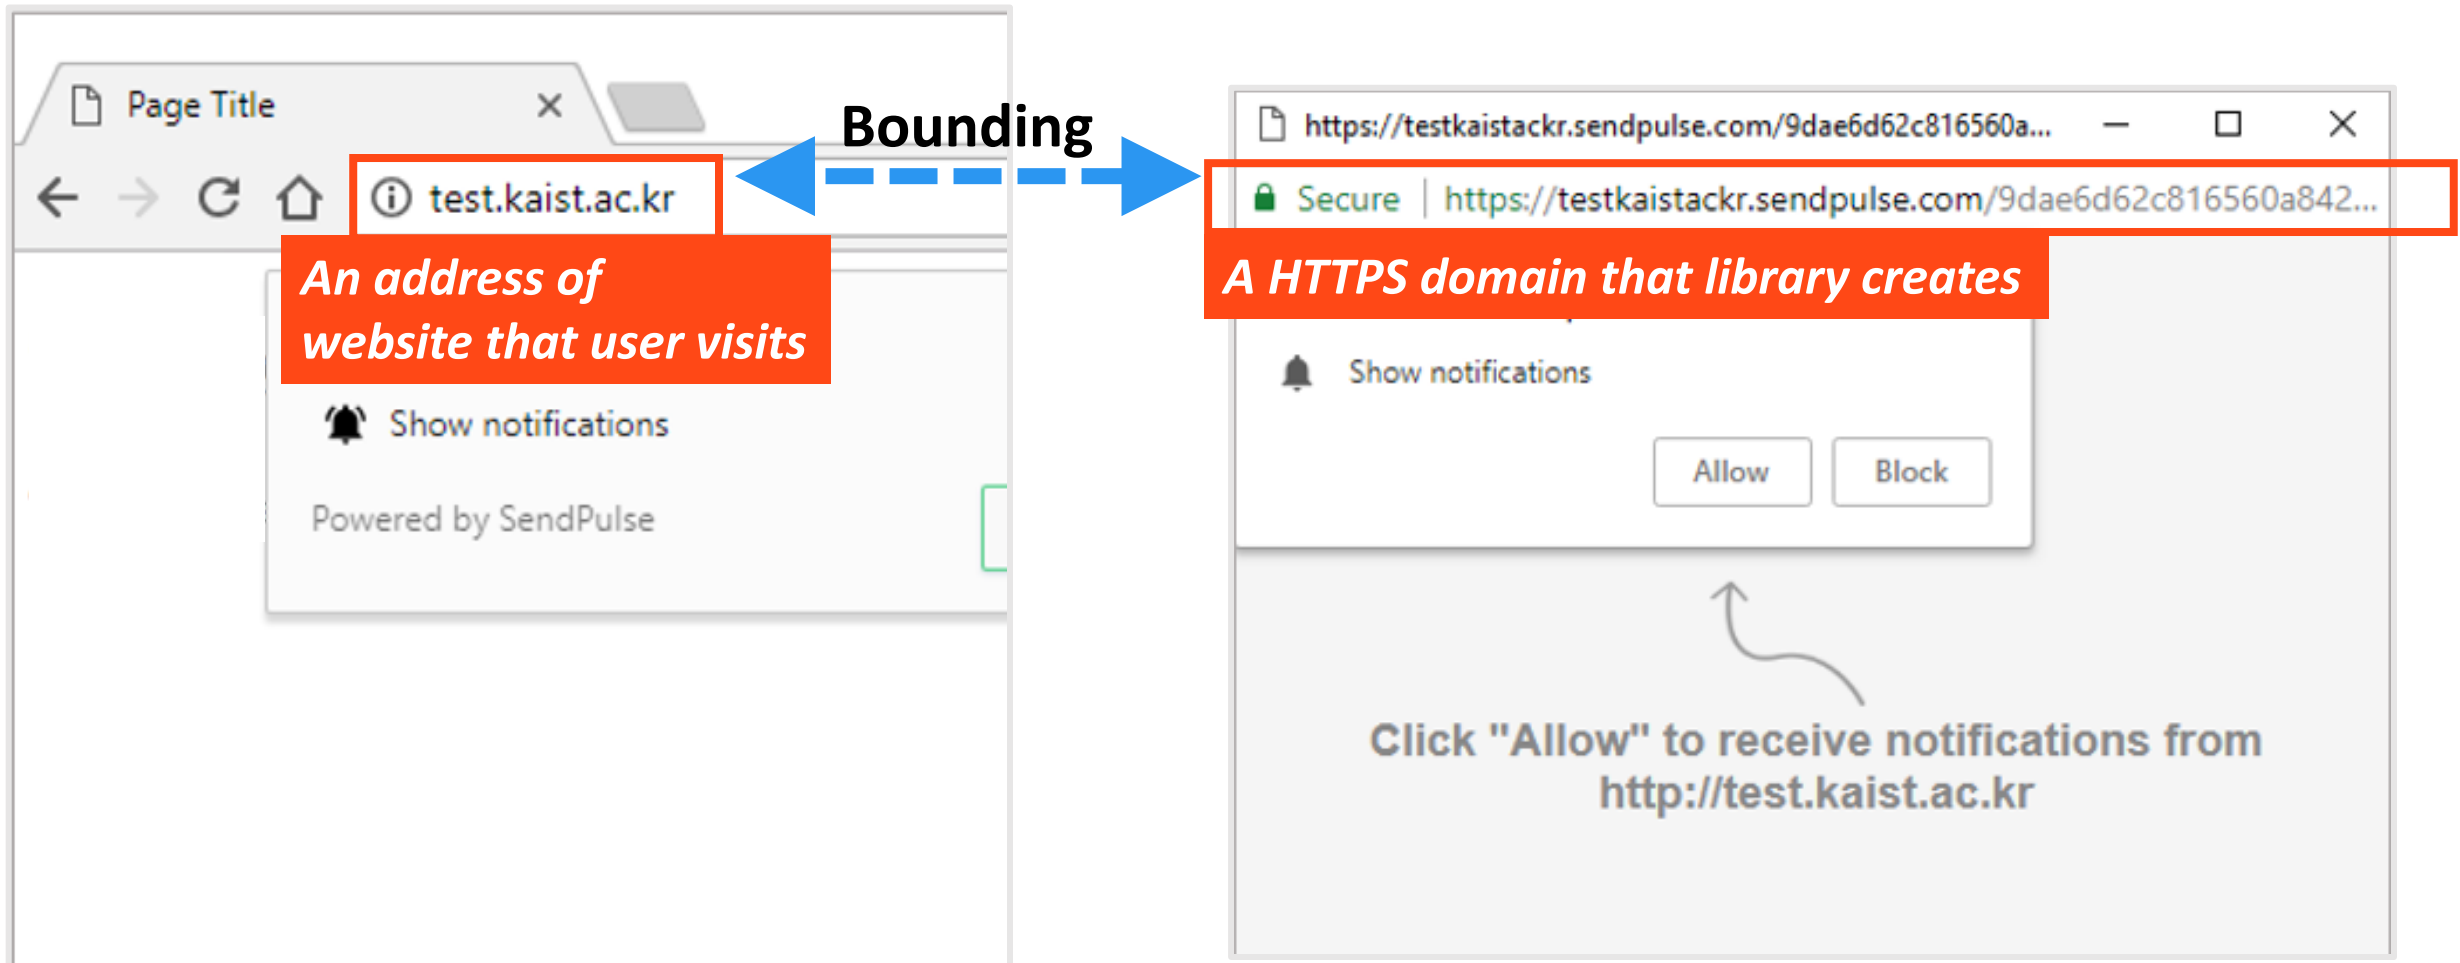 Page Title
test.kaist.ac.kr
An address of
website that user visits
Show notifications
Powered by SendPulse
Bounding
https://testkaistackr.sendpulse.com/9dae6d62c816560a...
Secure | https://testkaistackr.sendpulse.com/9dae6d62c816560a842...
A HTTPS domain that library creates
Show notifications
Allow
Block
Click "Allow" to receive notifications from
http://test.kaist.ac.kr